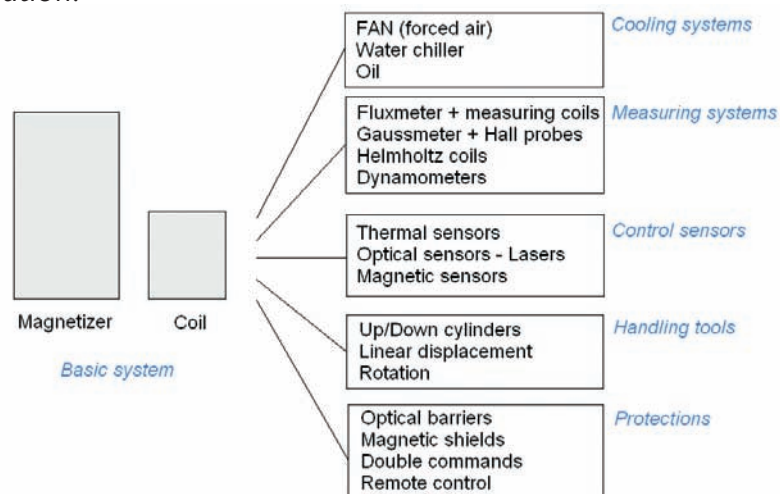 FAN (forced air)
Water chiller
Oil
Cooling systems
Fluxmeter + measuring coils
Gaussmeter + Hall probes
Helmholtz coils
Dynamometers
Measuring systems
Thermal sensors
Optical sensors - Lasers
Magnetic sensors
Control sensors
Magnetizer
Coil
Basic system
Up/Down cylinders
Linear displacement
Rotation
Handling tools
Optical barriers
Magnetic shields
Double commands
Remote control
Protections